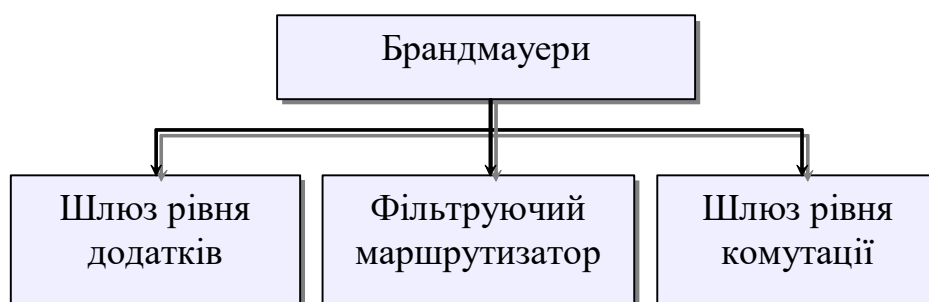 Брандмауери
Шлюз рівня
додатків
Фільтруючий
маршрутизатор
Шлюз рівня
комутації